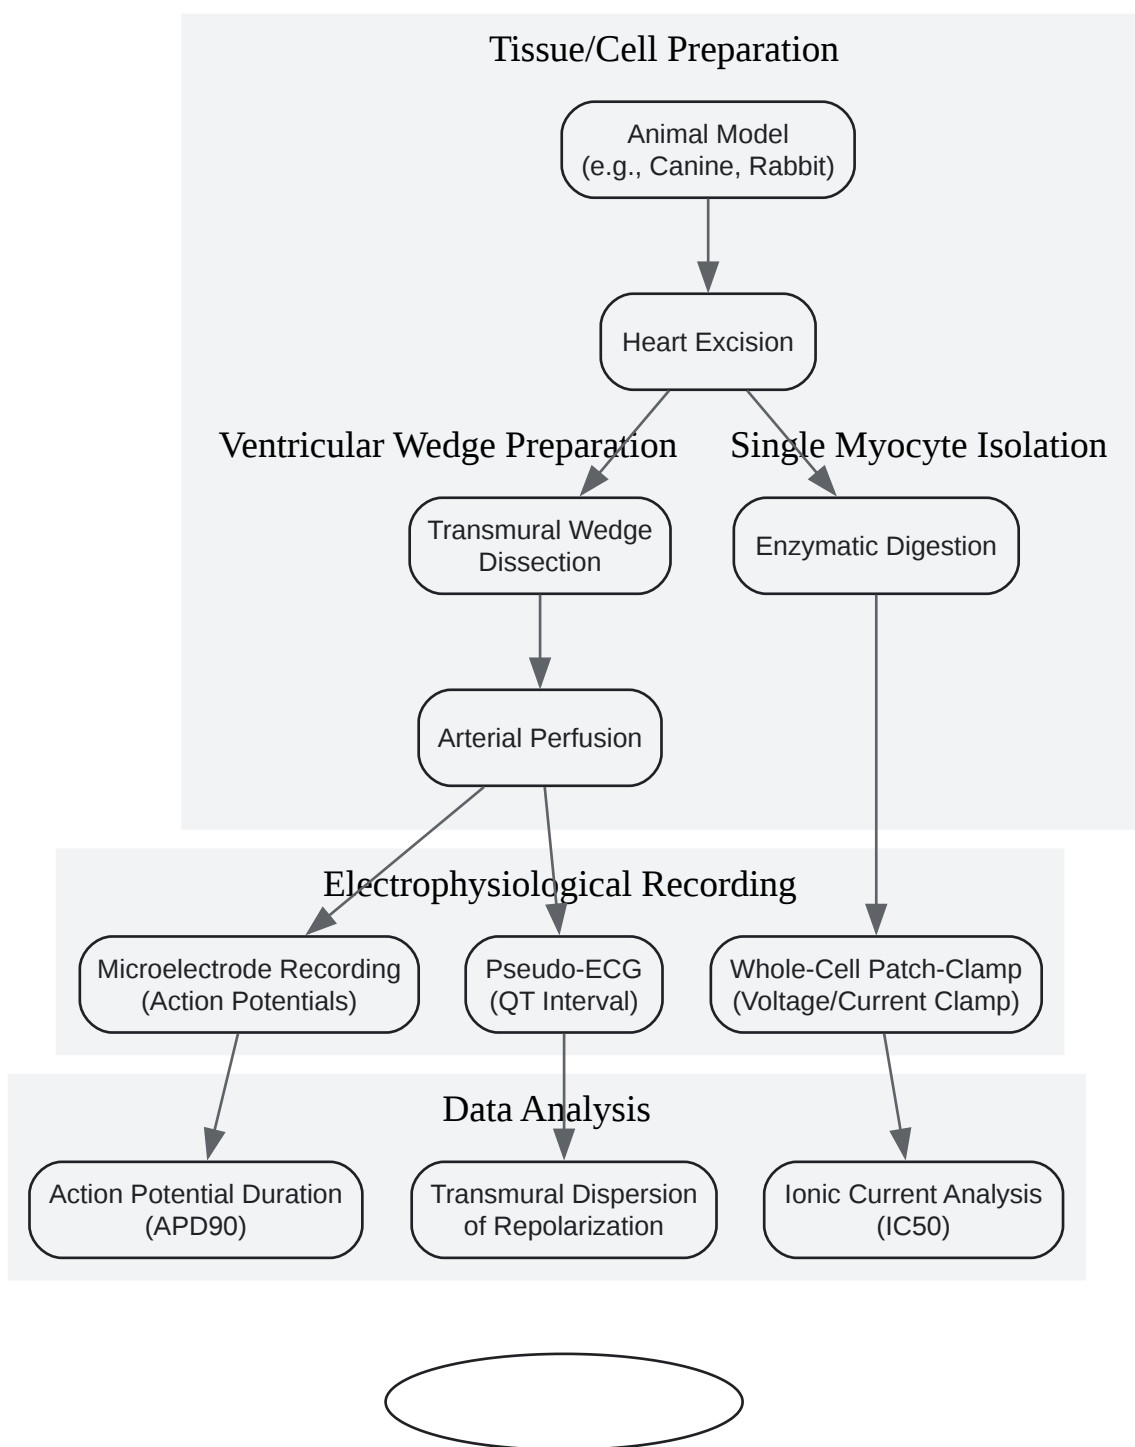 Tissue/Cell Preparation
Animal Model
(e.g., Canine, Rabbit)
Heart Excision
Ventricular Wedge Preparation
Single Myocyte Isolation
Transmural Wedge
Dissection
Enzymatic Digestion
Arterial Perfusion
Electrophysiological Recording
Microelectrode Recording
(Action Potentials)
Pseudo-ECG
(QT Interval)
Whole-Cell Patch-Clamp
(Voltage/Current Clamp)
Data Analysis
Action Potential Duration
(APD90)
Transmural Dispersion
of Repolarization
Ionic Current Analysis
(IC50)